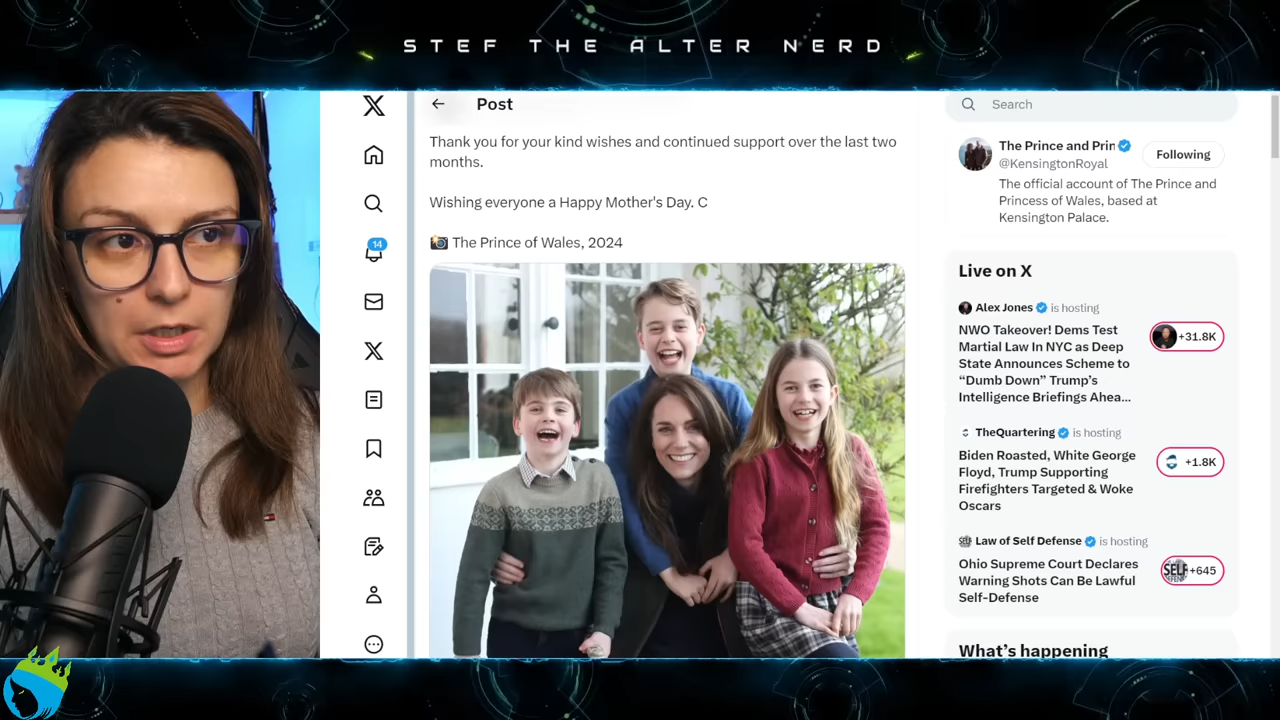 STEF THE ALTER NERD
Post
Thank you for your kind wishes and continued support over the last two
months.
Wishing everyone a Happy Mother's Day. C
📷 The Prince of Wales, 2024
14
Search
The Prince and Prin
@KensingtonRoyal
Following
The official account of The Prince and
Princess of Wales, based at
Kensington Palace.
Live on X
Alex Jones is hosting
NWO Takeover! Dems Test
Martial Law In NYC as Deep
State Announces Scheme to
“Dumb Down” Trump’s
Intelligence Briefings Ahea...
+31.8K
TheQuartering is hosting
Biden Roasted, White George
Floyd, Trump Supporting
Firefighters Targeted & Woke
Oscars
+1.8K
Law of Self Defense is hosting
Ohio Supreme Court Declares
Warning Shots Can Be Lawful
Self-Defense
SELF
+645
What’s happening